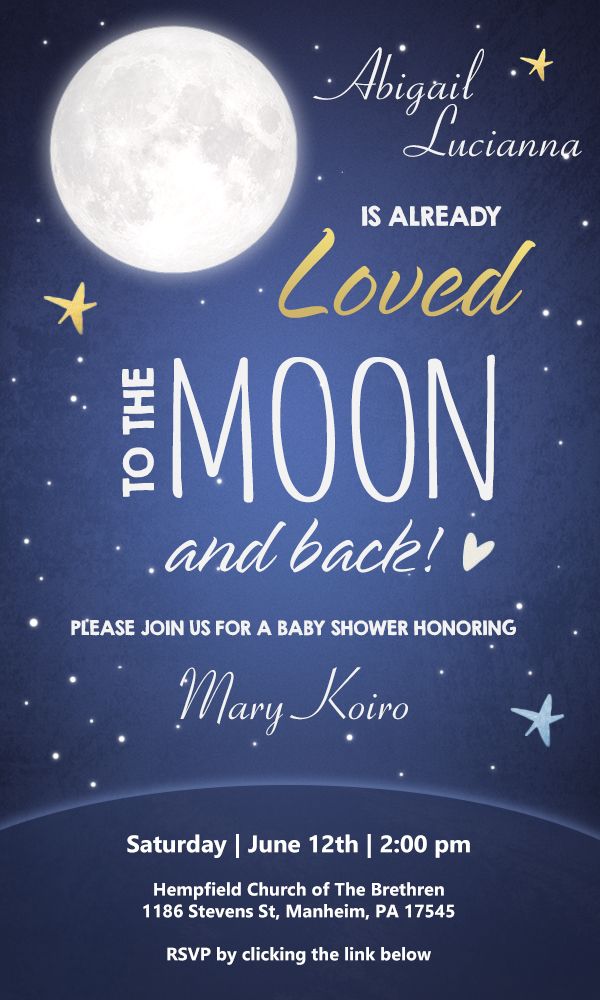 Abigail
Lucianna
IS ALREADY
Loved
TO THE
MOON
and back!
PLEASE JOIN US FOR A BABY SHOWER HONORING
Mary Koiro
Saturday | June 12th | 2:00 pm
Hempfield Church of The Brethren
1186 Stevens St, Manheim, PA 17545
RSVP by clicking the link below